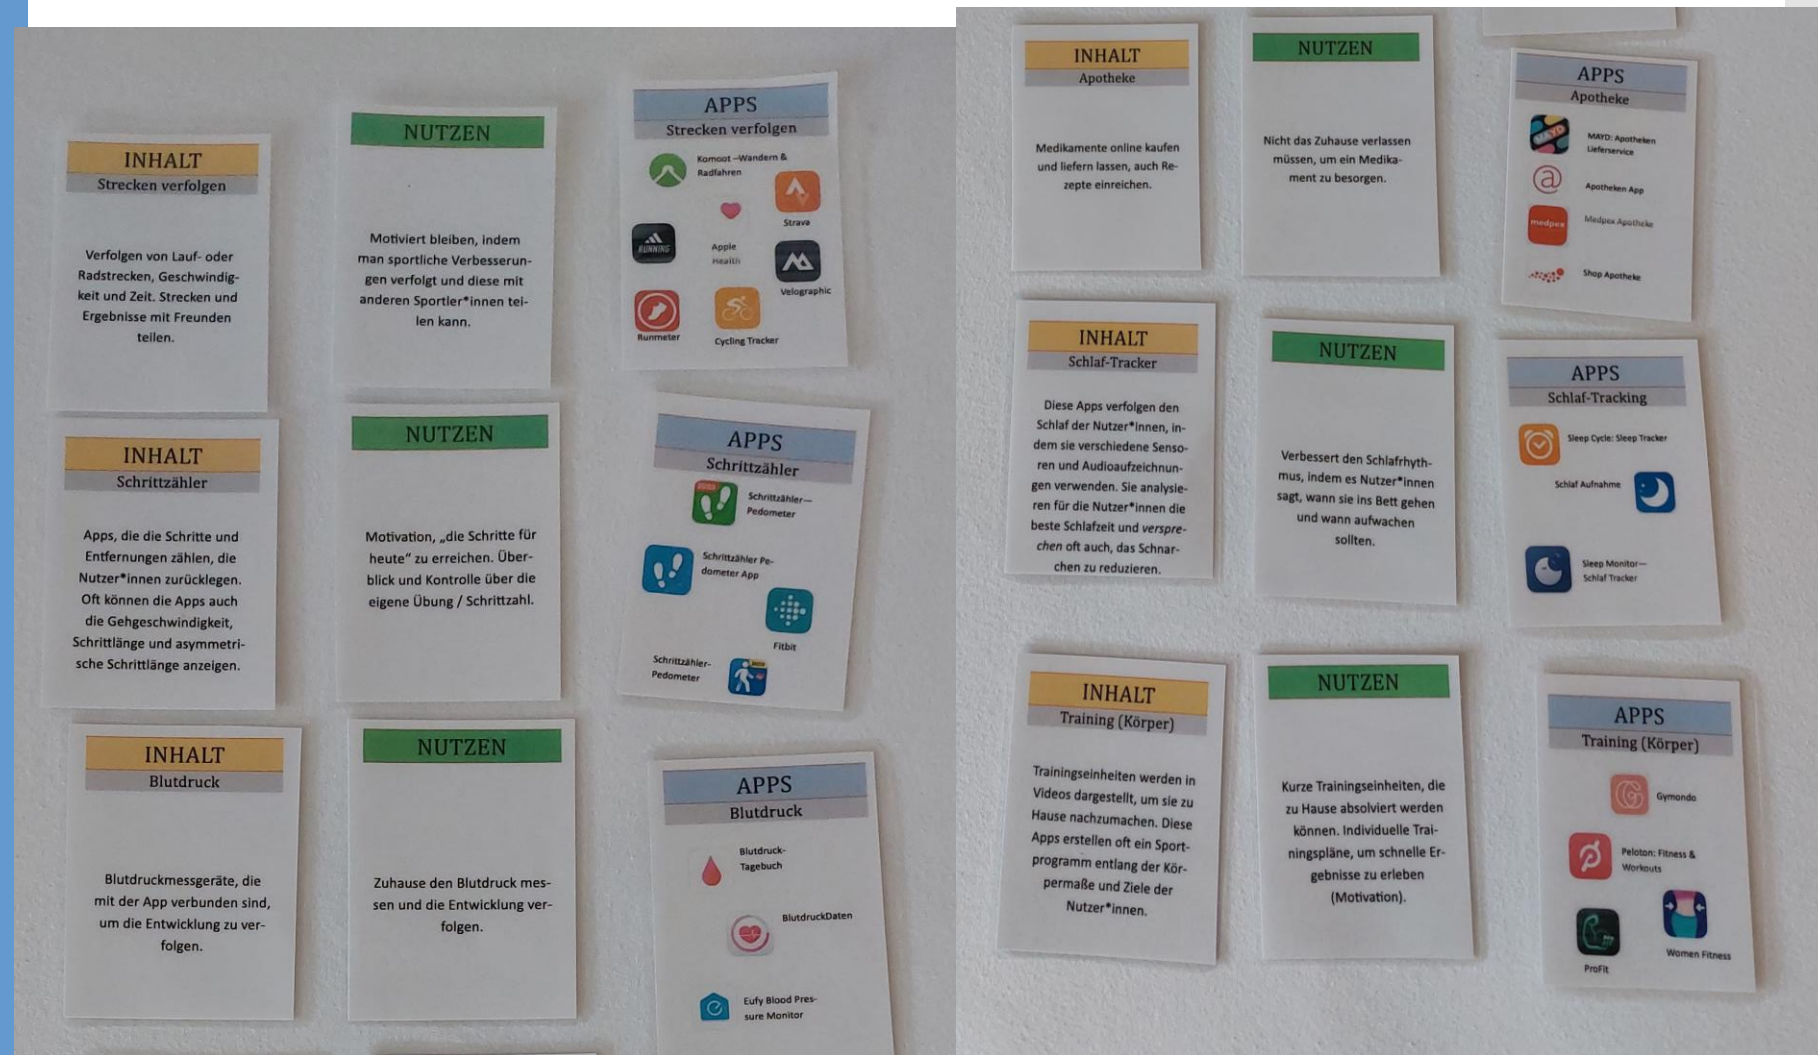 INHALT
Strecken verfolgen
Verfolgen von Lauf- oder
Radstrecken, Geschwindig-
keit und Zeit. Strecken und
Ergebnisse mit Freunden
teilen.
NUTZEN
Motiviert bleiben, indem
man sportliche Verbesserun-
gen verfolgt und diese mit
anderen Sportler*innen tei-
len kann.
APPS
Strecken verfolgen
Komoot—Wandern &
Radfahren
Strava
RUNNING
Apple
Health
Velographic
Runmeter
Cycling Tracker
INHALT
Schrittzähler
Apps, die die Schritte und
Entfernungen zählen, die
Nutzer*innen zurücklegen.
Oft können die Apps auch
die Gehgeschwindigkeit,
Schrittlänge und asymmetri-
sche Schrittlänge anzeigen.
NUTZEN
Motivation, „die Schritte für
heute“ zu erreichen. Über-
blick und Kontrolle über die
eigene Übung / Schrittzahl.
APPS
Schrittzähler
Schrittzähler—
Pedometer
Schrittzähler Pe-
dometer App
Fitbit
Schrittzähler-
Pedometer
INHALT
Blutdruck
Blutdruckmessgeräte, die
mit der App verbunden sind,
um die Entwicklung zu ver-
folgen.
NUTZEN
Zuhause den Blutdruck mes-
sen und die Entwicklung ver-
folgen.
APPS
Blutdruck
Blutdruck-
Tagebuch
BlutdruckDaten
Eufy Blood Pres-
sure Monitor
INHALT
Apotheke
Medikamente online kaufen
und liefern lassen, auch Re-
zepte einreichen.
NUTZEN
Nicht das Zuhause verlassen
müssen, um ein Medika-
ment zu besorgen.
APPS
Apotheke
MAYD
MAYD: Apotheken
Lieferservice
Apotheken App
medpex
Medpex Apotheke
Shop Apotheke
INHALT
Schlaf-Tracker
Diese Apps verfolgen den
Schlaf der Nutzer*innen, in-
dem sie verschiedene Senso-
ren und Audioaufzeichnun-
gen verwenden. Sie analysie-
ren für die Nutzer*innen die
beste Schlafzeit und verspre-
chen oft auch, das Schnar-
chen zu reduzieren.
NUTZEN
Verbessert den Schlafrhyth-
mus, indem es Nutzer*innen
sagt, wann sie ins Bett gehen
und wann aufwachen
sollten.
APPS
Schlaf-Tracking
Sleep Cycle: Sleep Tracker
Schlaf Aufnahme
Sleep Monitor—
Schlaf Tracker
INHALT
Training (Körper)
Trainingseinheiten werden in
Videos dargestellt, um sie zu
Hause nachzumachen. Diese
Apps erstellen oft ein Sport-
programm entlang der Kör-
permaße und Ziele der
Nutzer*innen.
NUTZEN
Kurze Trainingseinheiten, die
zu Hause absolviert werden
können. Individuelle Trai-
ningspläne, um schnelle Er-
gebnisse zu erleben
(Motivation).
APPS
Training (Körper)
Gymondo
Peloton: Fitness &
Workouts
ProFit
Women Fitness